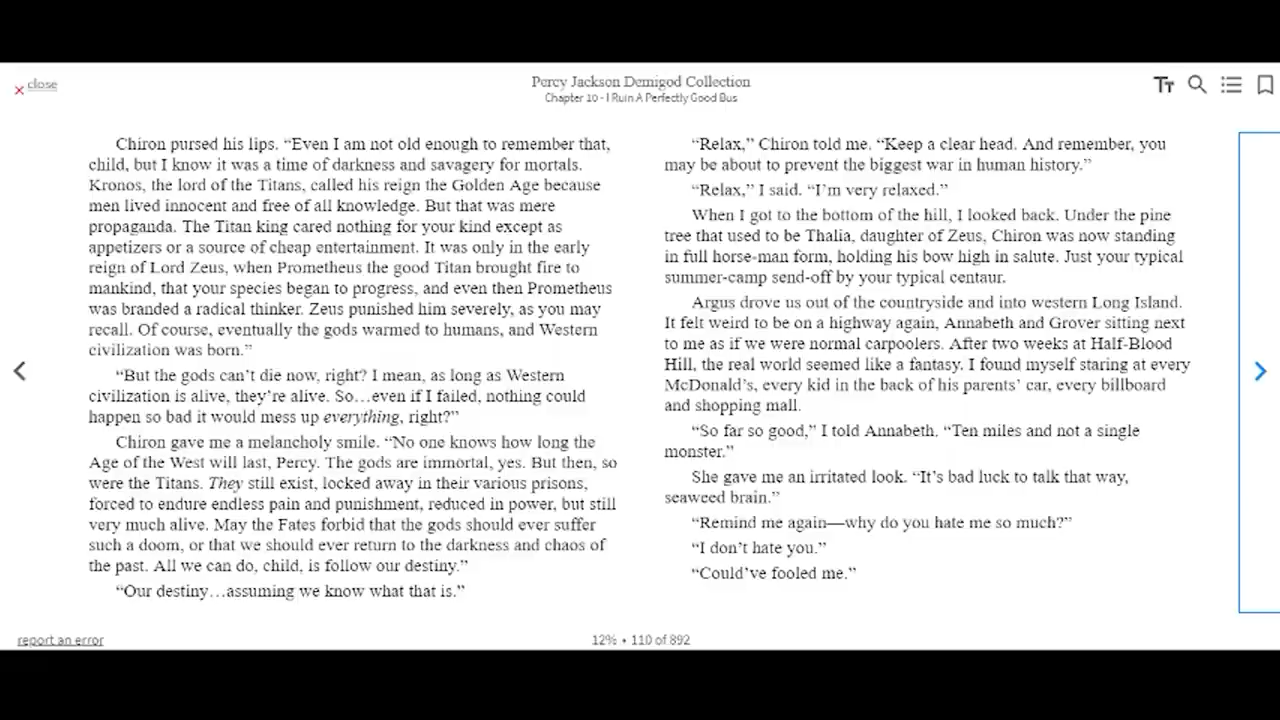 close
Percy Jackson Demigod Collection
Chapter 10 - I Ruin A Perfectly Good Bus
Chiron pursed his lips. “Even I am not old enough to remember that,
child, but I know it was a time of darkness and savagery for mortals.
Kronos, the lord of the Titans, called his reign the Golden Age because
men lived innocent and free of all knowledge. But that was mere
propaganda. The Titan king cared nothing for your kind except as
appetizers or a source of cheap entertainment. It was only in the early
reign of Lord Zeus, when Prometheus the good Titan brought fire to
mankind, that your species began to progress, and even then Prometheus
was branded a radical thinker. Zeus punished him severely, as you may
recall. Of course, eventually the gods warmed to humans, and Western
civilization was born.”
“But the gods can’t die now, right? I mean, as long as Western
civilization is alive, they’re alive. So…even if I failed, nothing could
happen so bad it would mess up everything, right?”
Chiron gave me a melancholy smile. “No one knows how long the
Age of the West will last, Percy. The gods are immortal, yes. But then, so
were the Titans. They still exist, locked away in their various prisons,
forced to endure endless pain and punishment, reduced in power, but still
very much alive. May the Fates forbid that the gods should ever suffer
such a doom, or that we should ever return to the darkness and chaos of
the past. All we can do, child, is follow our destiny.”
“Our destiny…assuming we know what that is.”
“Relax,” Chiron told me. “Keep a clear head. And remember, you
may be about to prevent the biggest war in human history.”
“Relax,” I said. “I’m very relaxed.”
When I got to the bottom of the hill, I looked back. Under the pine
tree that used to be Thalia, daughter of Zeus, Chiron was now standing
in full horse-man form, holding his bow high in salute. Just your typical
summer-camp send-off by your typical centaur.
Argus drove us out of the countryside and into western Long Island.
It felt weird to be on a highway again, Annabeth and Grover sitting next
to me as if we were normal carpoolers. After two weeks at Half-Blood
Hill, the real world seemed like a fantasy. I found myself staring at every
McDonald’s, every kid in the back of his parents’ car, every billboard
and shopping mall.
“So far so good,” I told Annabeth. “Ten miles and not a single
monster.”
She gave me an irritated look. “It’s bad luck to talk that way,
seaweed brain.”
“Remind me again—why do you hate me so much?”
“I don’t hate you.”
“Could’ve fooled me.”
report an error
12% • 110 of 892